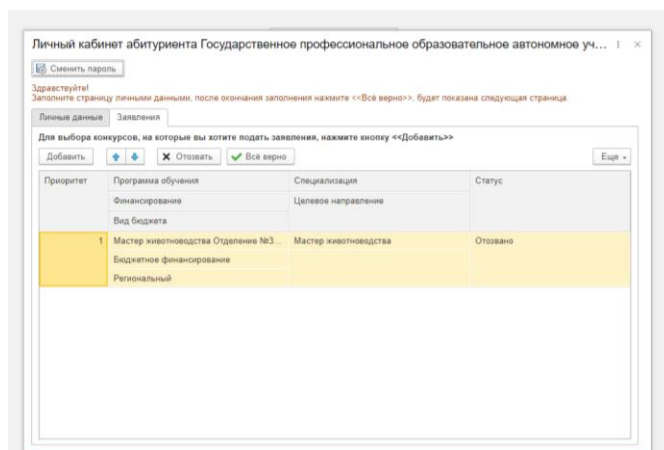 Личный кабинет абитуриента Государственное профессиональное образовательное автономное уч...
Сменить пароль
Здравствуйте!
Заполните страницу личными данными, после окончания заполнения нажмите <<Всё верно>>, будет показана следующая страница.
Личные данные Заявления
Для выбора конкурсов, на которые вы хотите подать заявления, нажмите кнопку <<Добавить>>
Добавить Отозвать Всё верно Еще
Приоритет Программа обучения Специализация Статус
Финансирование Целевое направление
Вид бюджета
1 Мастер животноводства Отделение №3... Мастер животноводства Отозвано
Бюджетное финансирование
Региональный